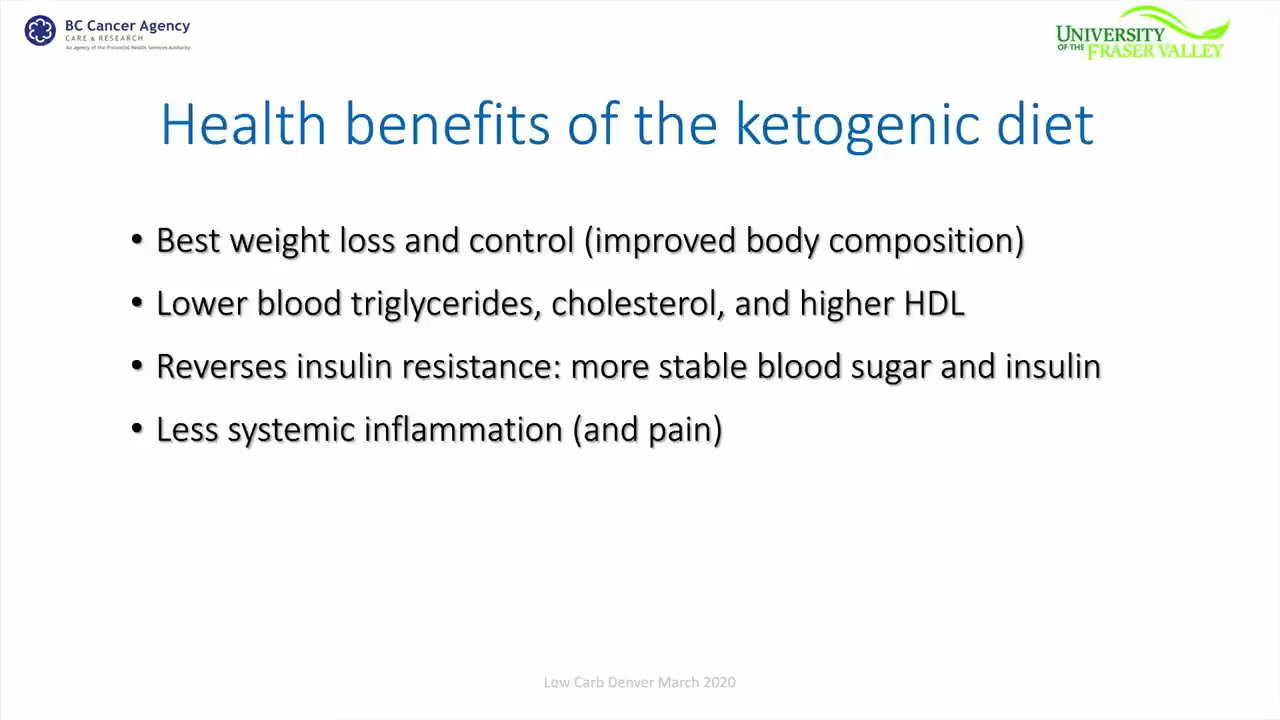 BC Cancer Agency
CARE & RESEARCH
An agency of the Provincial Health Services Authority
UNIVERSITY
OF THE FRASER VALLEY
Health benefits of the ketogenic diet
• Best weight loss and control (improved body composition)
• Lower blood triglycerides, cholesterol, and higher HDL
• Reverses insulin resistance: more stable blood sugar and insulin
• Less systemic inflammation (and pain)
Low Carb Denver March 2020